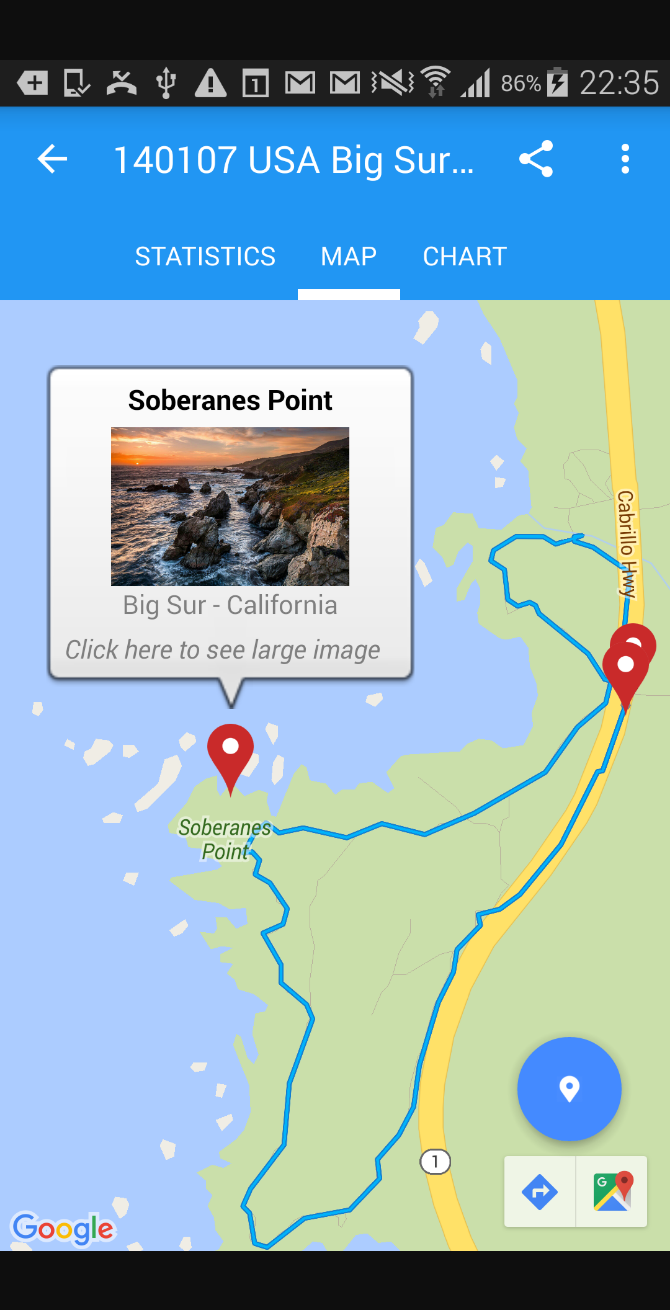 1
86%
22:35
140107 USA Big Sur...
STATISTICS
MAP
CHART
Soberanes Point
Big Sur - California
Click here to see large image
Cabrillo Hwy
Soberanes
Point
1
G
Google